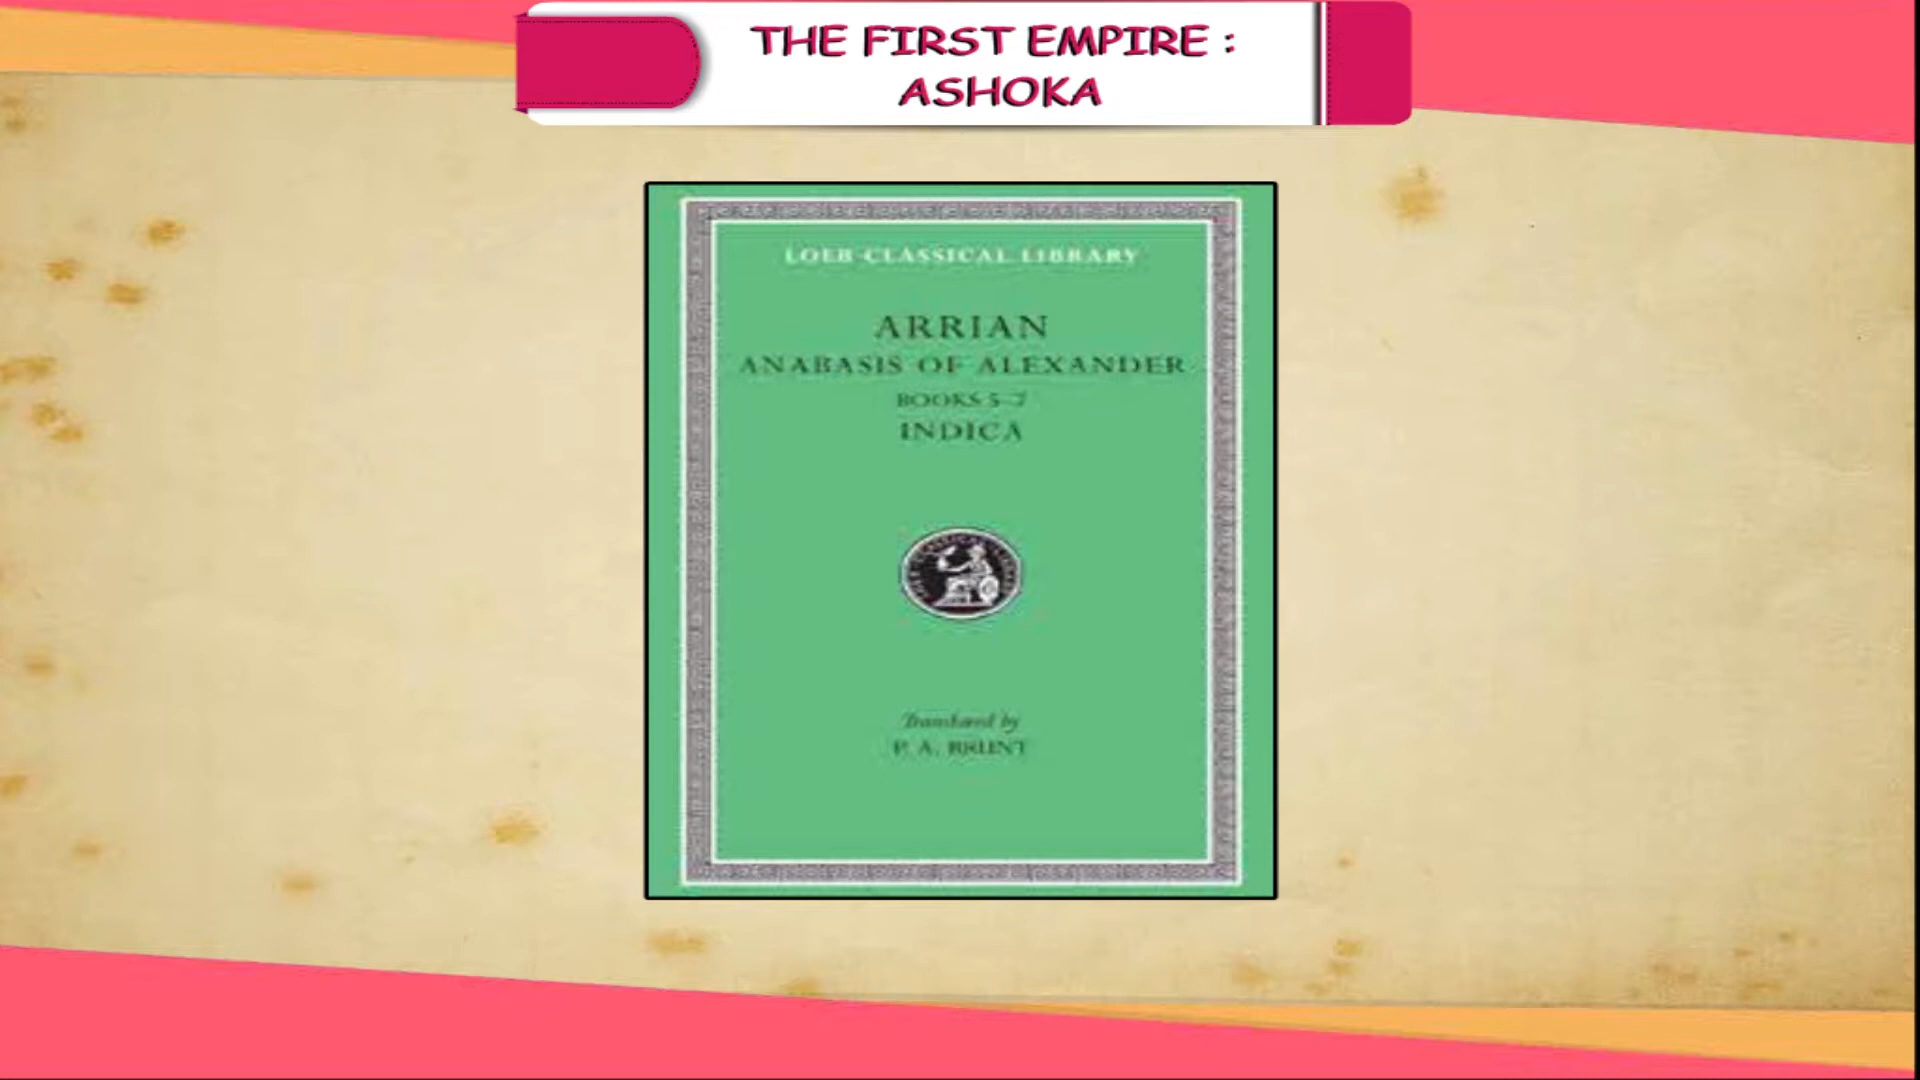 THE FIRST EMPIRE :
ASHOKA
LOEB CLASSICAL LIBRARY
ARRIAN
ANABASIS OF ALEXANDER
BOOKS 5-7
INDICA
Translated by
P. A. BRUNT